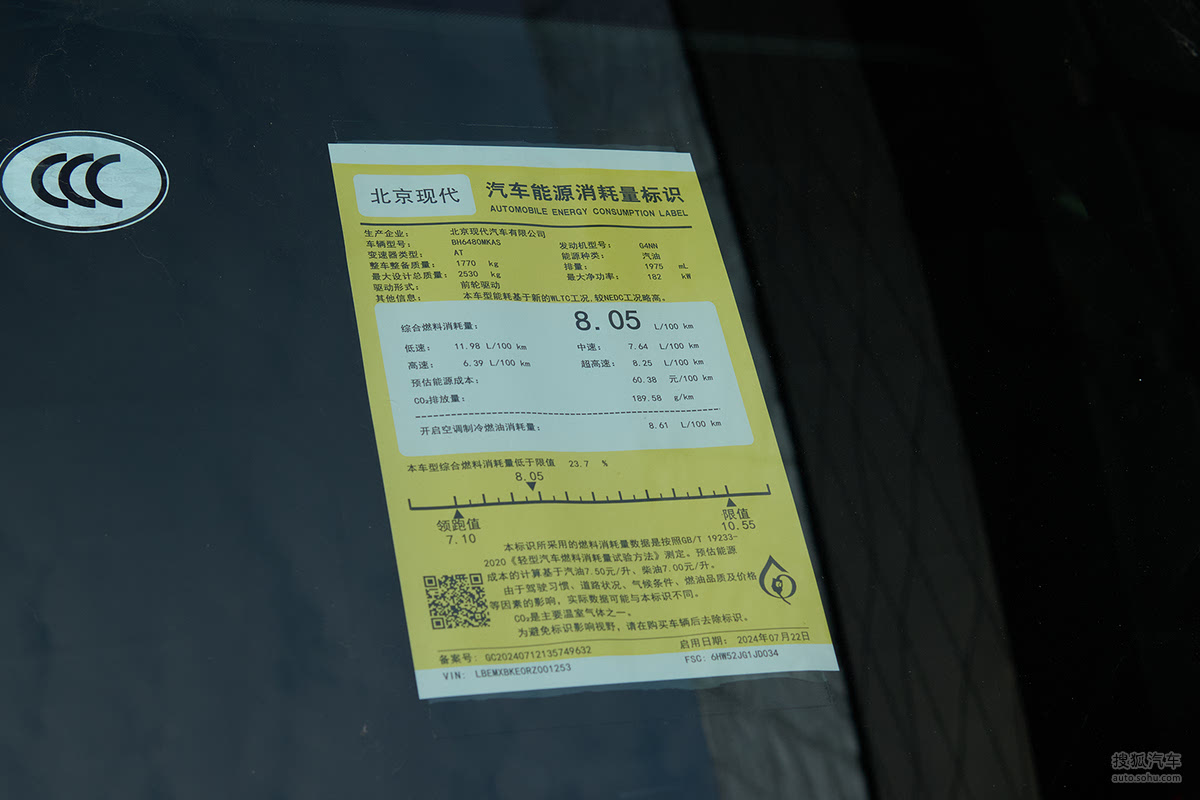 CCC
北京现代 汽车能源消耗量标识
AUTOMOBILE ENERGY CONSUMPTION LABEL
生产企业： 北京现代汽车有限公司
车辆型号： BH6480MKAS 发动机型号： G4NN
变速器类型： AT 能源种类： 汽油
整车整备质量： 1770 kg 排量： 1975 mL
最大设计总质量： 2530 kg 最大净功率： 182 kW
驱动形式： 前轮驱动
其他信息： 本车型能耗基于新的WLTC工况,较NEDC工况略高。
综合燃料消耗量： 8.05 L/100 km
低速： 11.98 L/100 km 中速： 7.64 L/100 km
高速： 6.39 L/100 km 超高速： 8.25 L/100 km
预估能源成本： 60.38 元/100 km
CO₂排放量： 189.58 g/km
开启空调制冷燃油消耗量： 8.61 L/100 km
本车型综合燃料消耗量低于限值 23.7 %
8.05
领跑值 限值
7.10 10.55
本标识所采用的燃料消耗量数据是按照GB/T 19233-
2020《轻型汽车燃料消耗量试验方法》测定。预估能源
成本的计算基于汽油7.50元/升、柴油7.00元/升。
由于驾驶习惯、道路状况、气候条件、燃油品质及价格
等因素的影响，实际数据可能与本标识不同。
CO₂是主要温室气体之一。
为避免标识影响视野，请在购买车辆后去除标识。
备案号： GC20240712135749632 启用日期： 2024年07月22日
VIN: LBEMXBKE0RZ001253 FSC: 6HW52JG1JD034
搜狐汽车
auto.sohu.com